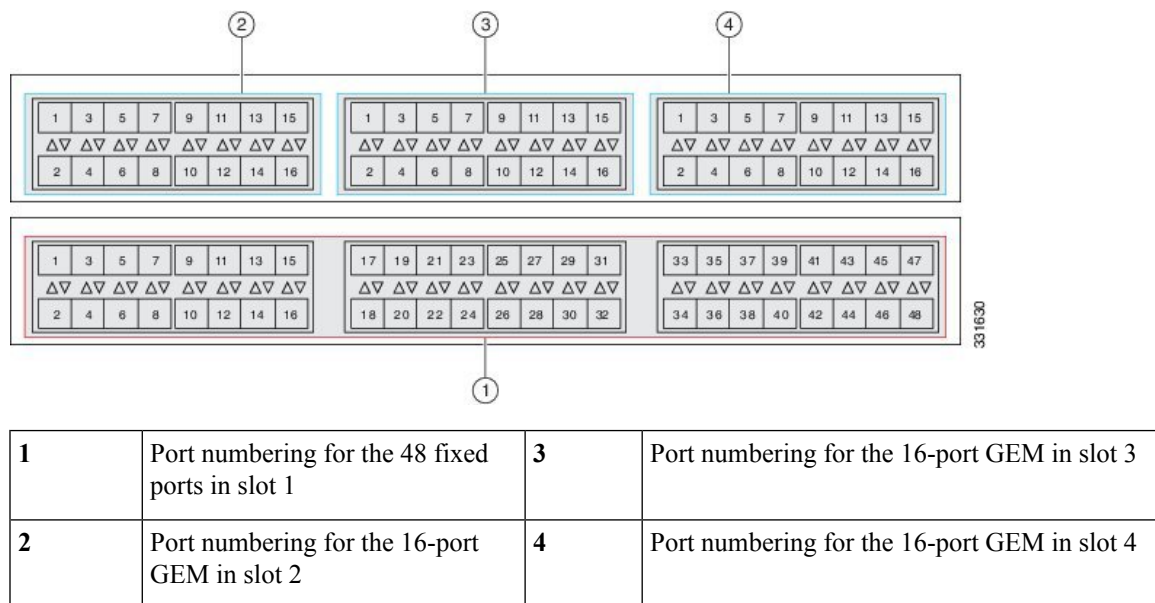 2 3 4
1 3 5 7 9 11 13 15 1 3 5 7 9 11 13 15 1 3 5 7 9 11 13 15
2 4 6 8 10 12 14 16 2 4 6 8 10 12 14 16 2 4 6 8 10 12 14 16
1 3 5 7 9 11 13 15 17 19 21 23 25 27 29 31 33 35 37 39 41 43 45 47
2 4 6 8 10 12 14 16 18 20 22 24 26 28 30 32 34 36 38 40 42 44 46 48
331630
1
1 Port numbering for the 48 fixed 3 Port numbering for the 16-port GEM in slot 3
ports in slot 1
2 Port numbering for the 16-port 4 Port numbering for the 16-port GEM in slot 4
GEM in slot 2